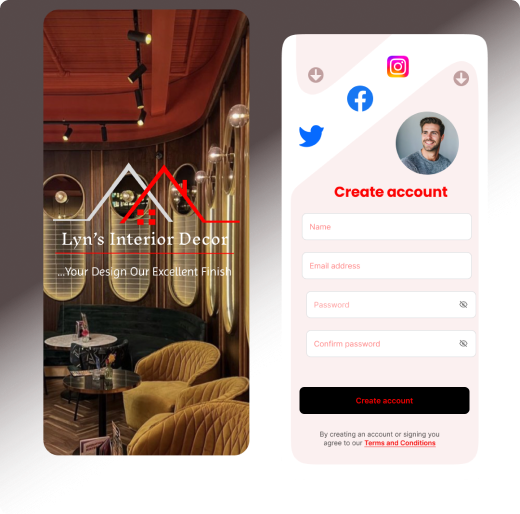 Lyn's Interior Decor
...Your Design Our Excellent Finish
Create account
Name
Email address
Password
Confirm password
Create account
By creating an account or signing you
agree to our Terms and Conditions